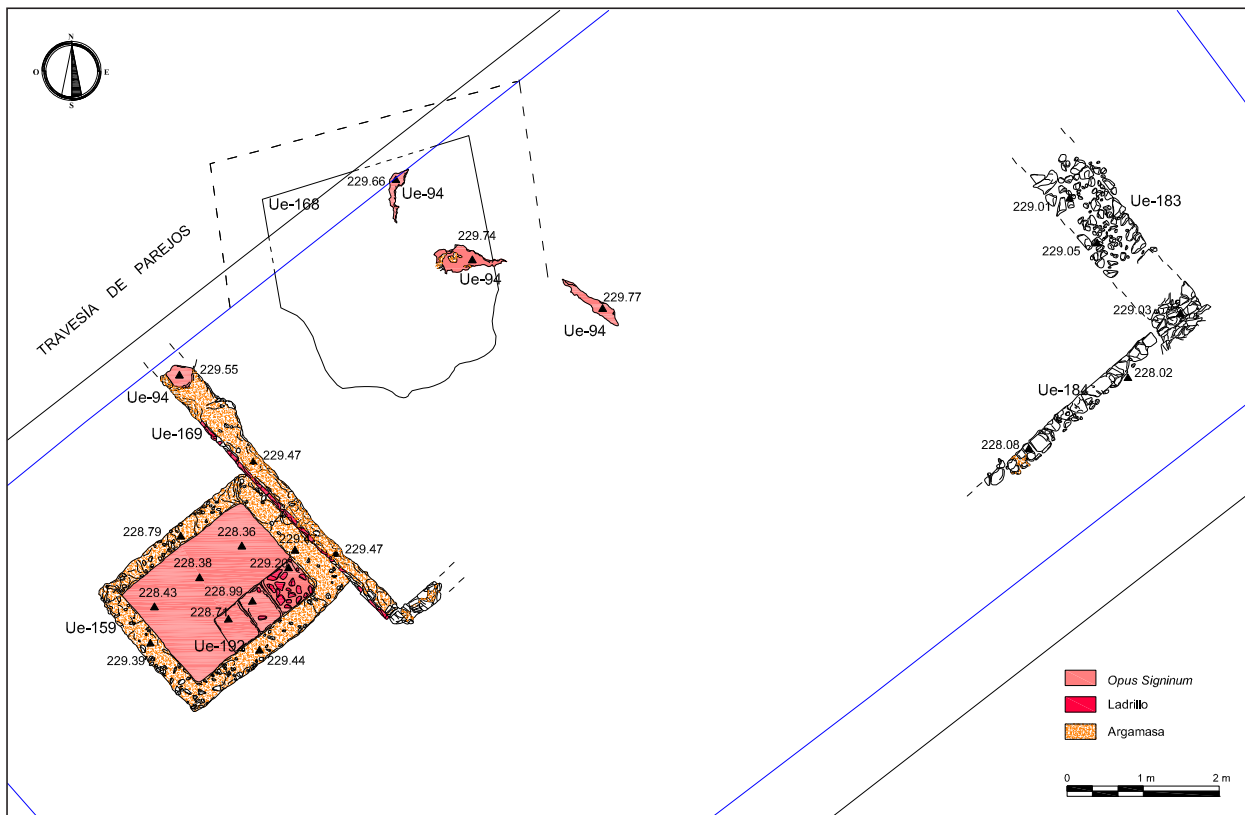 N
O
E
S
TRAVESÍA DE PAREJOS
229.66
Ue-94
Ue-168
229.74
Ue-94
229.77
Ue-94
229.55
Ue-94
Ue-169
229.47
228.79
228.36
229.47
228.38
229.20
228.43
228.99
228.74
Ue-159
Ue-192
229.39
229.44
Ue-183
229.01
229.05
229.03
Ue-184
228.02
228.08
Opus Signinum
Ladrillo
Argamasa
0 1 m 2 m